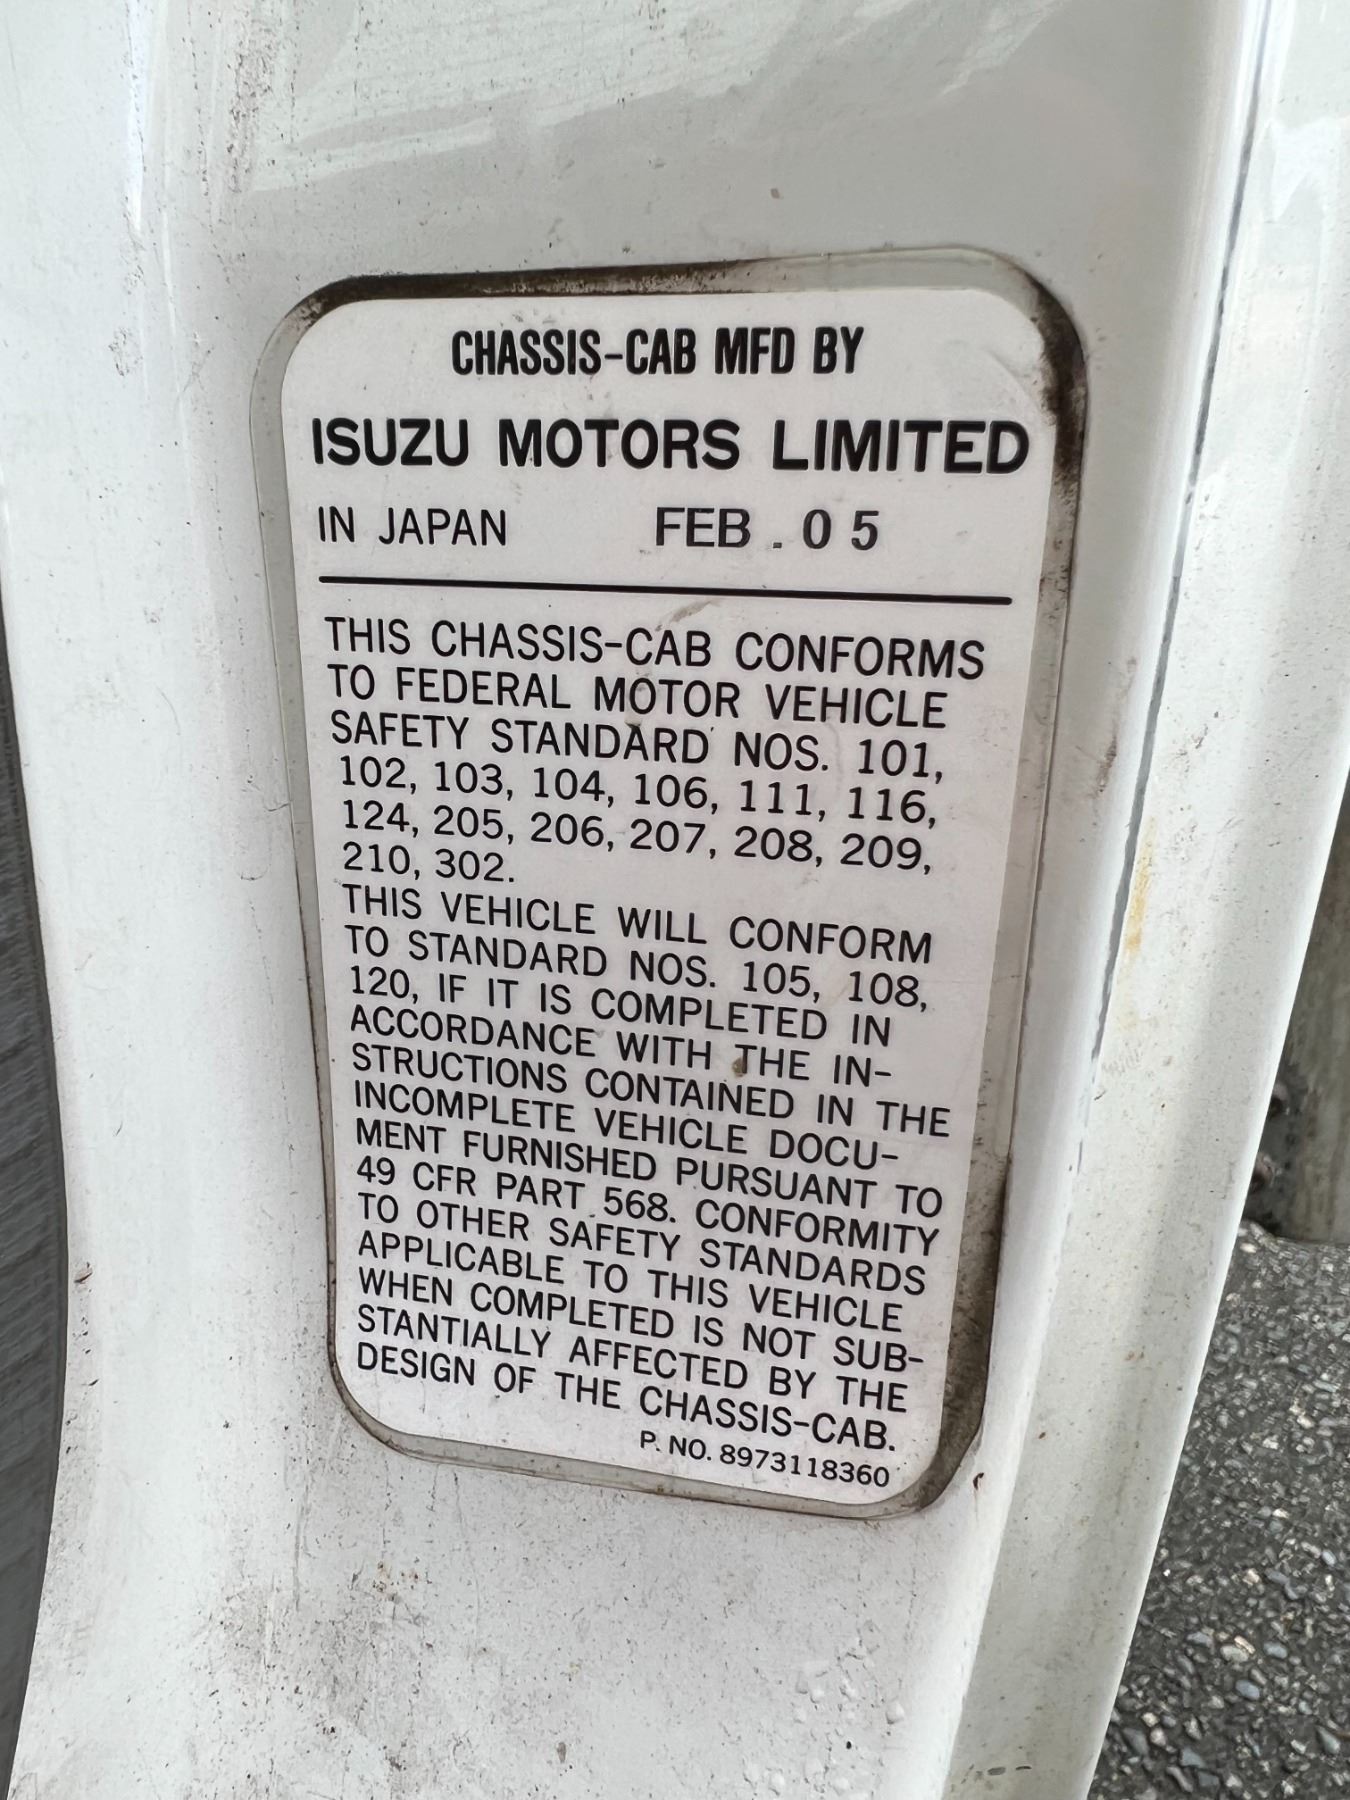 CHASSIS-CAB MFD BY
ISUZU MOTORS LIMITED
IN JAPAN FEB . 05
THIS CHASSIS-CAB CONFORMS
TO FEDERAL MOTOR VEHICLE
SAFETY STANDARD NOS. 101,
102, 103, 104, 106, 111, 116,
124, 205, 206, 207, 208, 209,
210, 302.
THIS VEHICLE WILL CONFORM
TO STANDARD NOS. 105, 108,
120, IF IT IS COMPLETED IN
ACCORDANCE WITH THE IN-
STRUCTIONS CONTAINED IN THE
INCOMPLETE VEHICLE DOCU-
MENT FURNISHED PURSUANT TO
49 CFR PART 568. CONFORMITY
TO OTHER SAFETY STANDARDS
APPLICABLE TO THIS VEHICLE
WHEN COMPLETED IS NOT SUB-
STANTIALLY AFFECTED BY THE
DESIGN OF THE CHASSIS-CAB.
P. NO. 8973118360